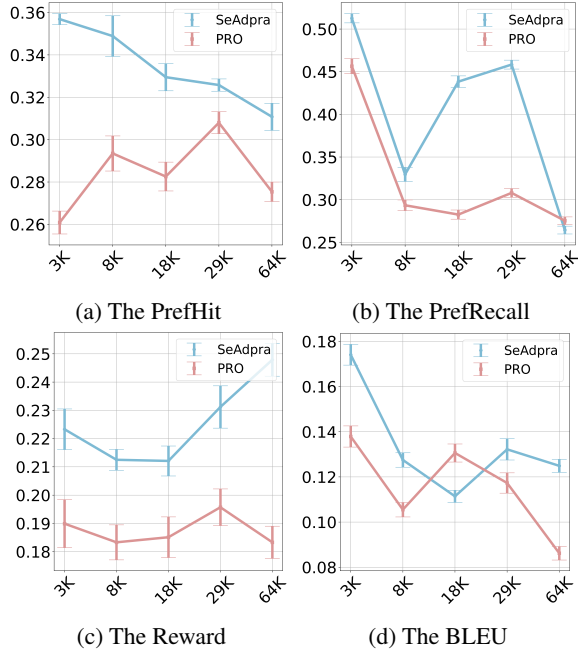 0.36
0.34
0.32
0.30
0.28
0.26
SeAdpra
PRO
3K
8K
18K
29K
64K
(a) The PrefHit
0.50
0.45
0.40
0.35
0.30
0.25
SeAdpra
PRO
3K
8K
18K
29K
64K
(b) The PrefRecall
0.25
0.24
0.23
0.22
0.21
0.20
0.19
0.18
SeAdpra
PRO
3K
8K
18K
29K
64K
(c) The Reward
0.18
0.16
0.14
0.12
0.10
0.08
SeAdpra
PRO
3K
8K
18K
29K
64K
(d) The BLEU